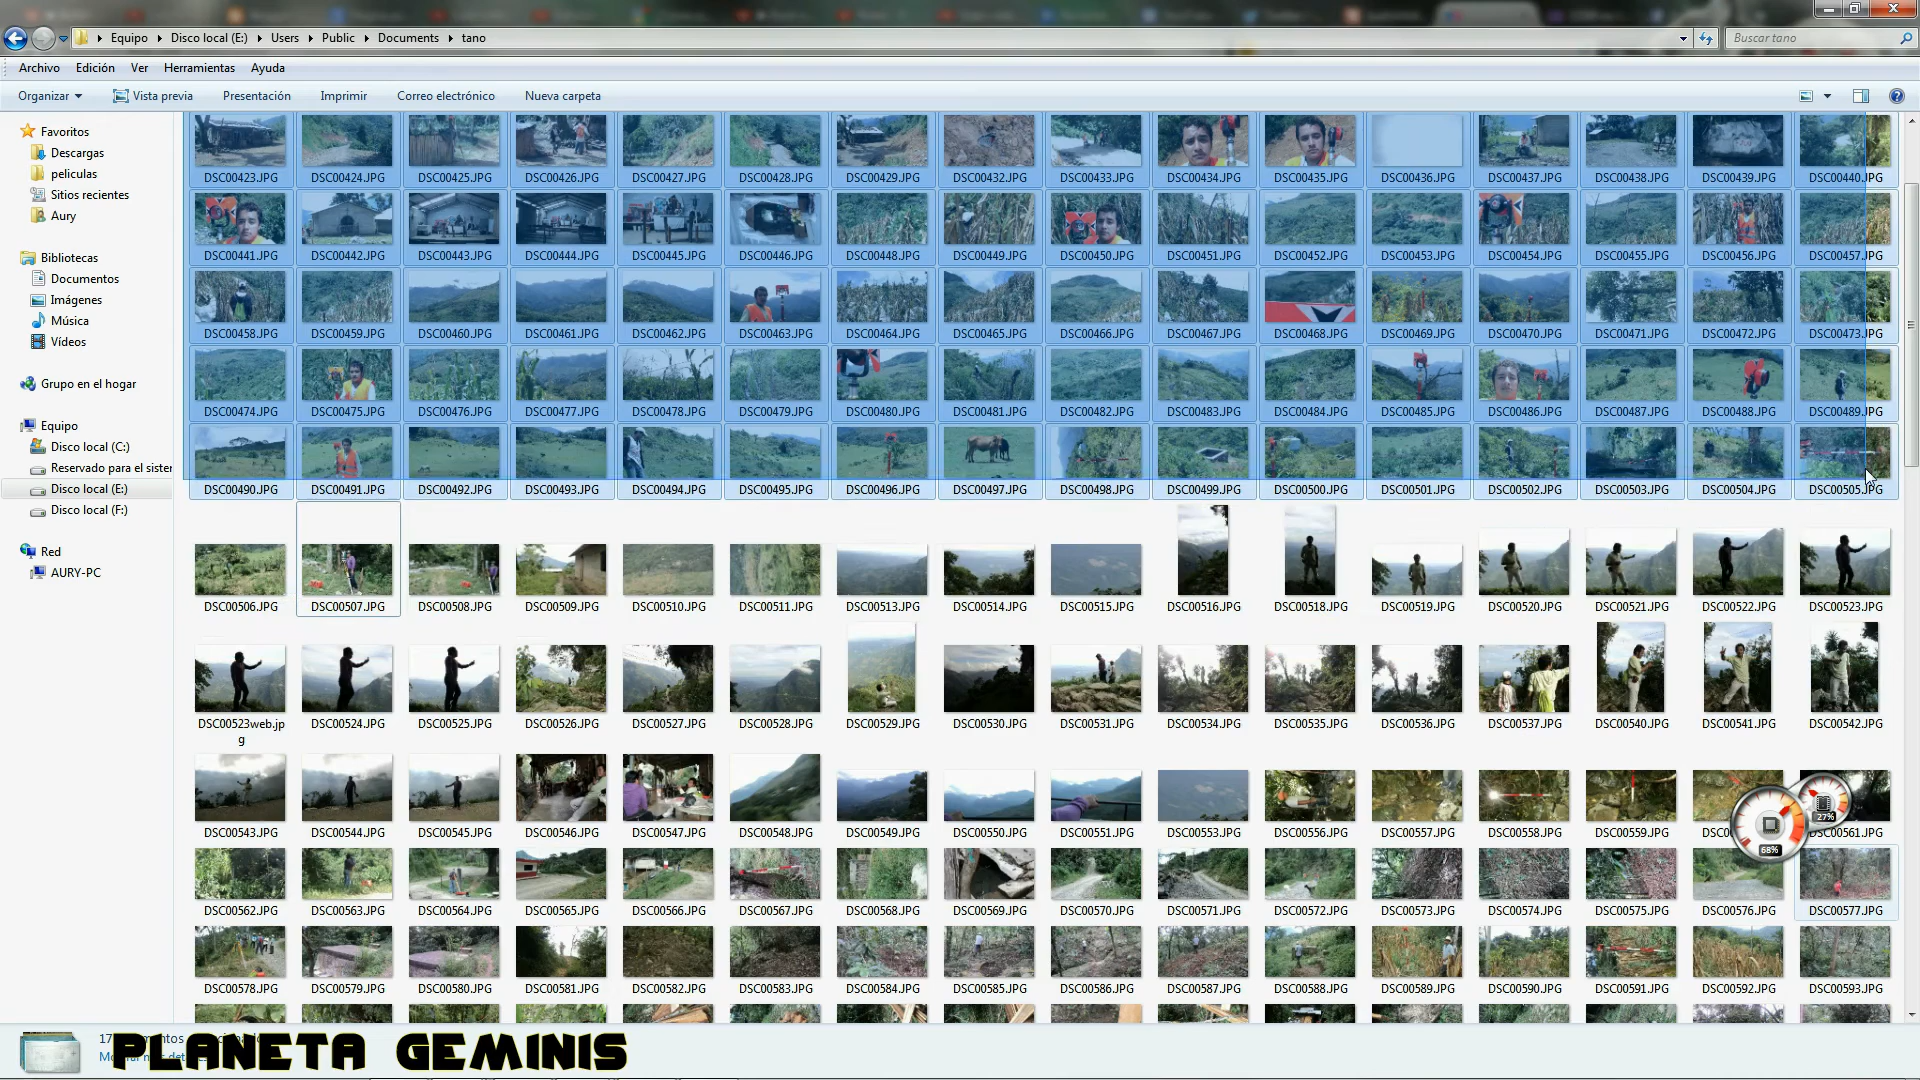 Equipo Disco local (E:) Users Public Documents tano
Buscar tano
Archivo Edición Ver Herramientas Ayuda
Organizar Vista previa Presentación Imprimir Correo electrónico Nueva carpeta
Favoritos
Descargas
peliculas
Sitios recientes
Aury
Bibliotecas
Documentos
Imágenes
Música
Vídeos
Grupo en el hogar
Equipo
Disco local (C:)
Reservado para el sister
Disco local (E:)
Disco local (F:)
Red
AURY-PC
DSC00423.JPG DSC00424.JPG DSC00425.JPG DSC00426.JPG DSC00427.JPG DSC00428.JPG DSC00429.JPG DSC00432.JPG DSC00433.JPG DSC00434.JPG DSC00435.JPG DSC00436.JPG DSC00437.JPG DSC00438.JPG DSC00439.JPG DSC00440.JPG
DSC00441.JPG DSC00442.JPG DSC00443.JPG DSC00444.JPG DSC00445.JPG DSC00446.JPG DSC00448.JPG DSC00449.JPG DSC00450.JPG DSC00451.JPG DSC00452.JPG DSC00453.JPG DSC00454.JPG DSC00455.JPG DSC00456.JPG DSC00457.JPG
DSC00458.JPG DSC00459.JPG DSC00460.JPG DSC00461.JPG DSC00462.JPG DSC00463.JPG DSC00464.JPG DSC00465.JPG DSC00466.JPG DSC00467.JPG DSC00468.JPG DSC00469.JPG DSC00470.JPG DSC00471.JPG DSC00472.JPG DSC00473.JPG
DSC00474.JPG DSC00475.JPG DSC00476.JPG DSC00477.JPG DSC00478.JPG DSC00479.JPG DSC00480.JPG DSC00481.JPG DSC00482.JPG DSC00483.JPG DSC00484.JPG DSC00485.JPG DSC00486.JPG DSC00487.JPG DSC00488.JPG DSC00489.JPG
DSC00490.JPG DSC00491.JPG DSC00492.JPG DSC00493.JPG DSC00494.JPG DSC00495.JPG DSC00496.JPG DSC00497.JPG DSC00498.JPG DSC00499.JPG DSC00500.JPG DSC00501.JPG DSC00502.JPG DSC00503.JPG DSC00504.JPG DSC00505.JPG
DSC00506.JPG DSC00507.JPG DSC00508.JPG DSC00509.JPG DSC00510.JPG DSC00511.JPG DSC00513.JPG DSC00514.JPG DSC00515.JPG DSC00516.JPG DSC00518.JPG DSC00519.JPG DSC00520.JPG DSC00521.JPG DSC00522.JPG DSC00523.JPG
DSC00523web.jp DSC00524.JPG DSC00525.JPG DSC00526.JPG DSC00527.JPG DSC00528.JPG DSC00529.JPG DSC00530.JPG DSC00531.JPG DSC00534.JPG DSC00535.JPG DSC00536.JPG DSC00537.JPG DSC00540.JPG DSC00541.JPG DSC00542.JPG
g
DSC00543.JPG DSC00544.JPG DSC00545.JPG DSC00546.JPG DSC00547.JPG DSC00548.JPG DSC00549.JPG DSC00550.JPG DSC00551.JPG DSC00553.JPG DSC00556.JPG DSC00557.JPG DSC00558.JPG DSC00559.JPG DSC00561.JPG
27%
68%
DSC00562.JPG DSC00563.JPG DSC00564.JPG DSC00565.JPG DSC00566.JPG DSC00567.JPG DSC00568.JPG DSC00569.JPG DSC00570.JPG DSC00571.JPG DSC00572.JPG DSC00573.JPG DSC00574.JPG DSC00575.JPG DSC00576.JPG DSC00577.JPG
DSC00578.JPG DSC00579.JPG DSC00580.JPG DSC00581.JPG DSC00582.JPG DSC00583.JPG DSC00584.JPG DSC00585.JPG DSC00586.JPG DSC00587.JPG DSC00588.JPG DSC00589.JPG DSC00590.JPG DSC00591.JPG DSC00592.JPG DSC00593.JPG
PLANETA GEMINIS